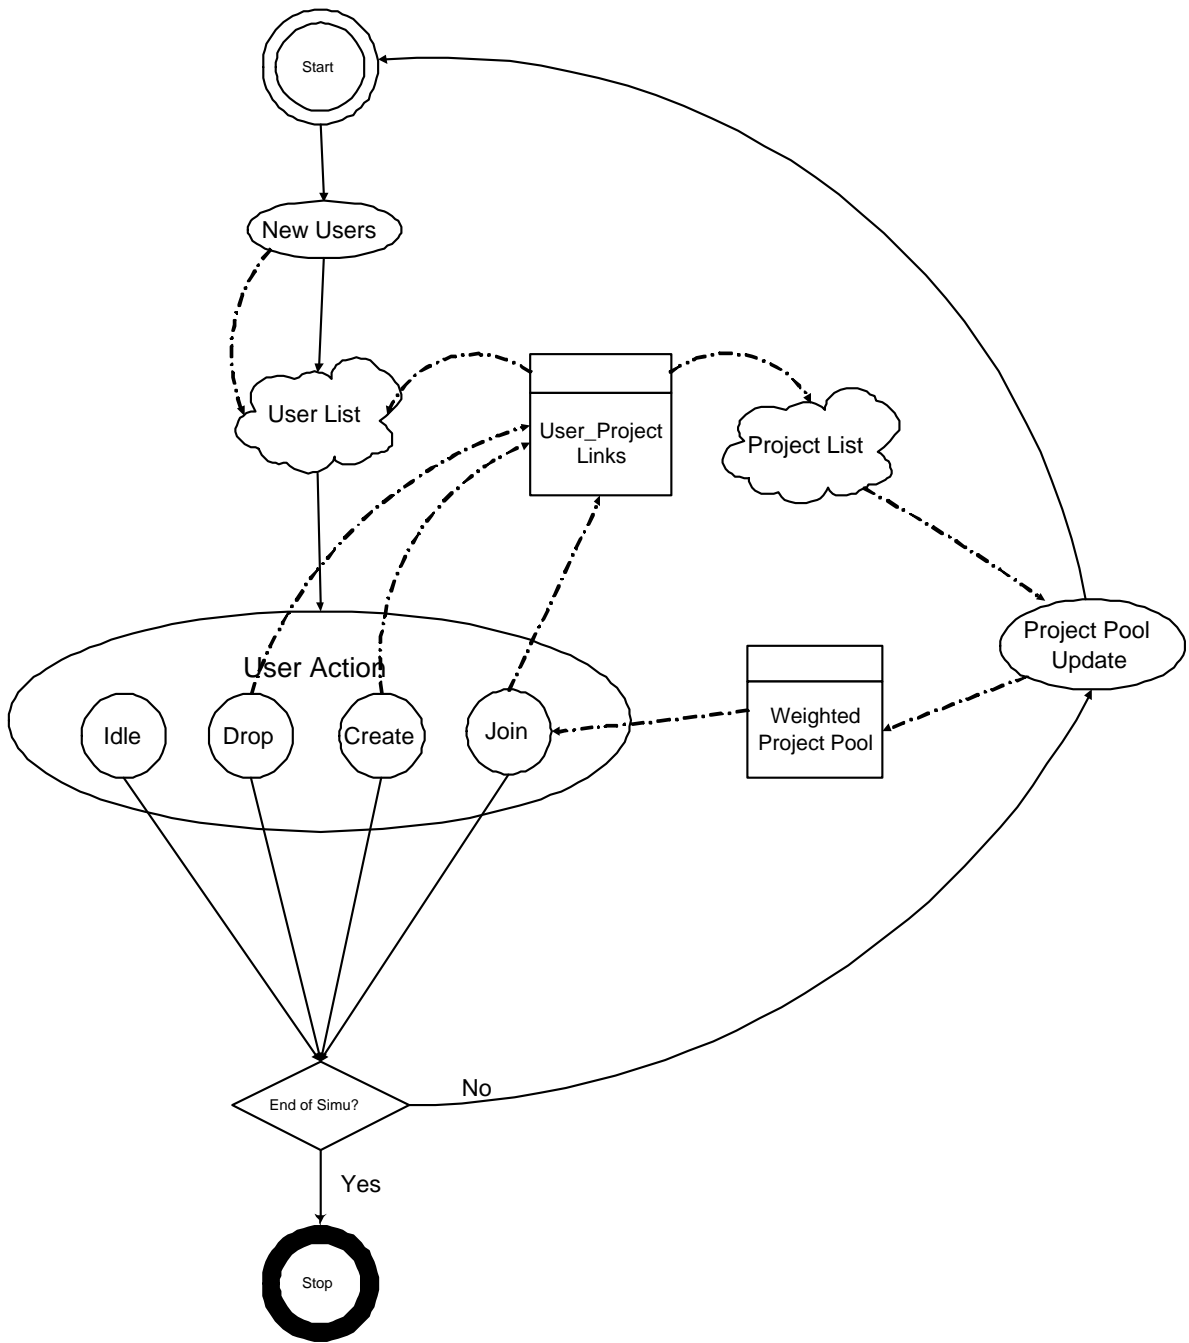 Start
New Users
User List
User_Project
Links
Project List
Project Pool
Update
User Action
Idle
Drop
Create
Join
Weighted
Project Pool
No
End of Simu?
Yes
Stop